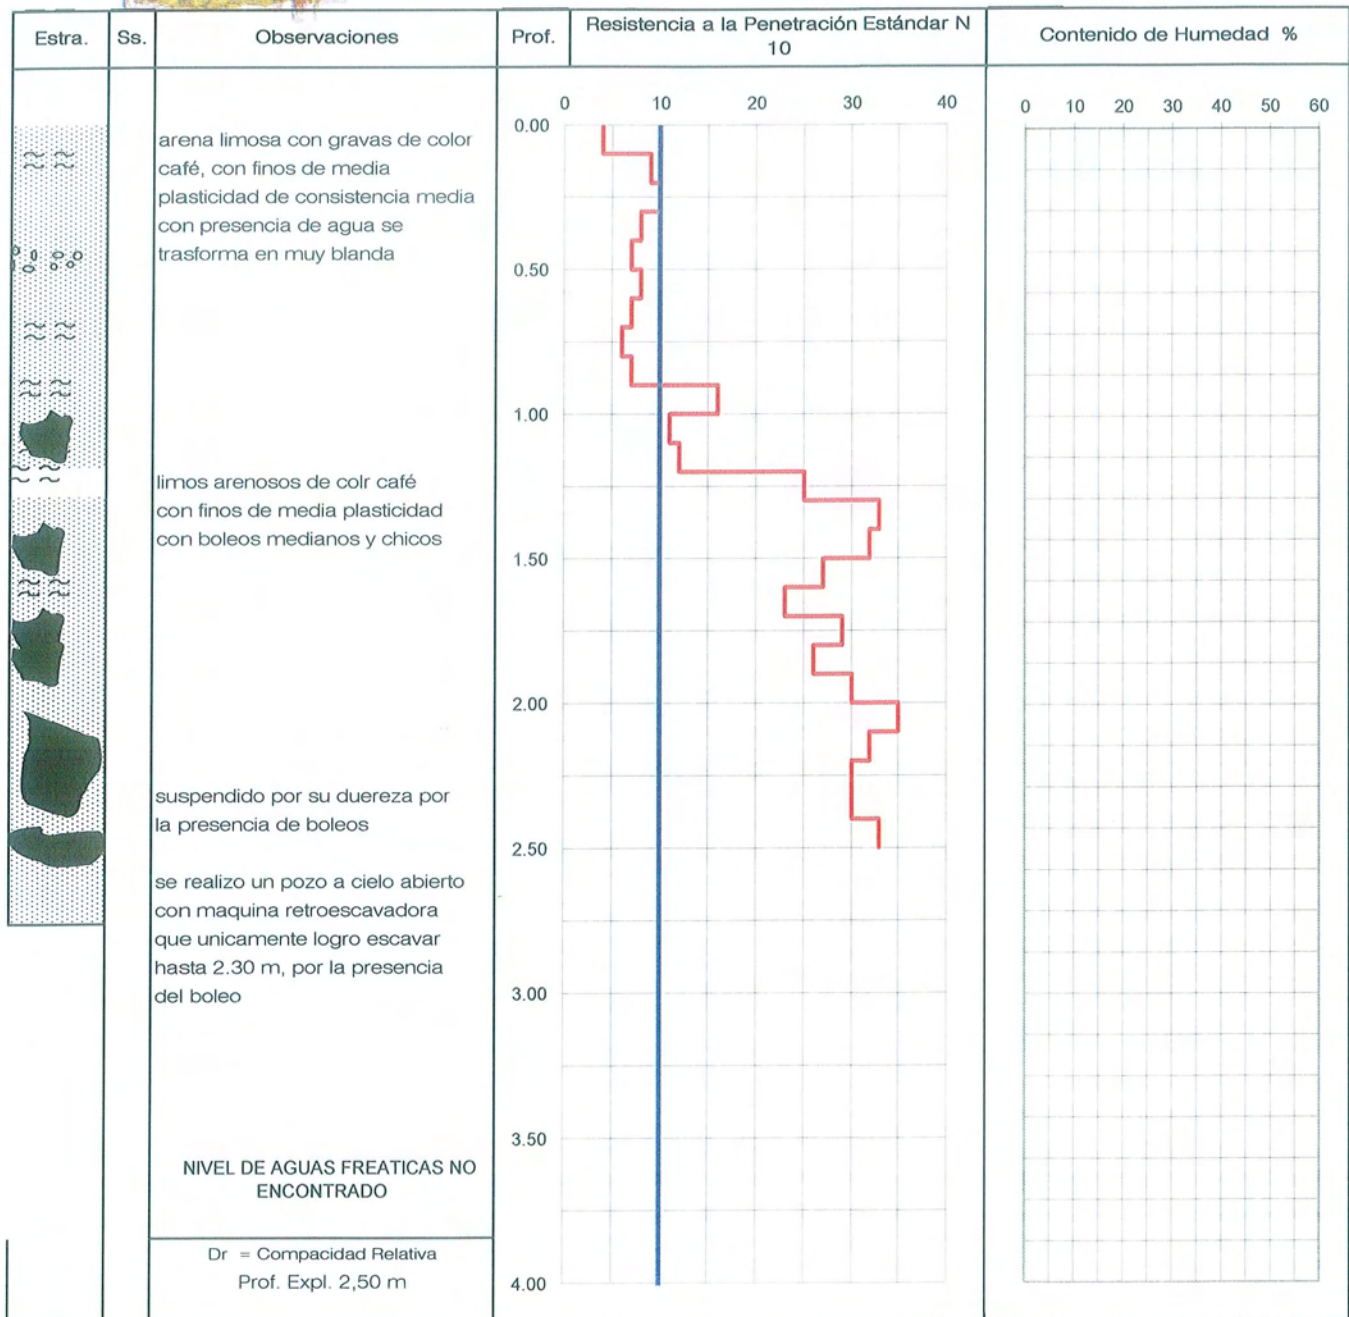 Estra.
Ss.
Observaciones
Prof.
Resistencia a la Penetración Estándar N
10
Contenido de Humedad %
0 10 20 30 40
0 10 20 30 40 50 60
arena limosa con gravas de color
café, con finos de media
plasticidad de consistencia media
con presencia de agua se
trasforma en muy blanda
limos arenosos de colr café
con finos de media plasticidad
con boleos medianos y chicos
suspendido por su duereza por
la presencia de boleos
se realizo un pozo a cielo abierto
con maquina retroescavadora
que unicamente logro escavar
hasta 2.30 m, por la presencia
del boleo
NIVEL DE AGUAS FREATICAS NO
ENCONTRADO
Dr = Compacidad Relativa
Prof. Expl. 2,50 m
0.00
0.50
1.00
1.50
2.00
2.50
3.00
3.50
4.00